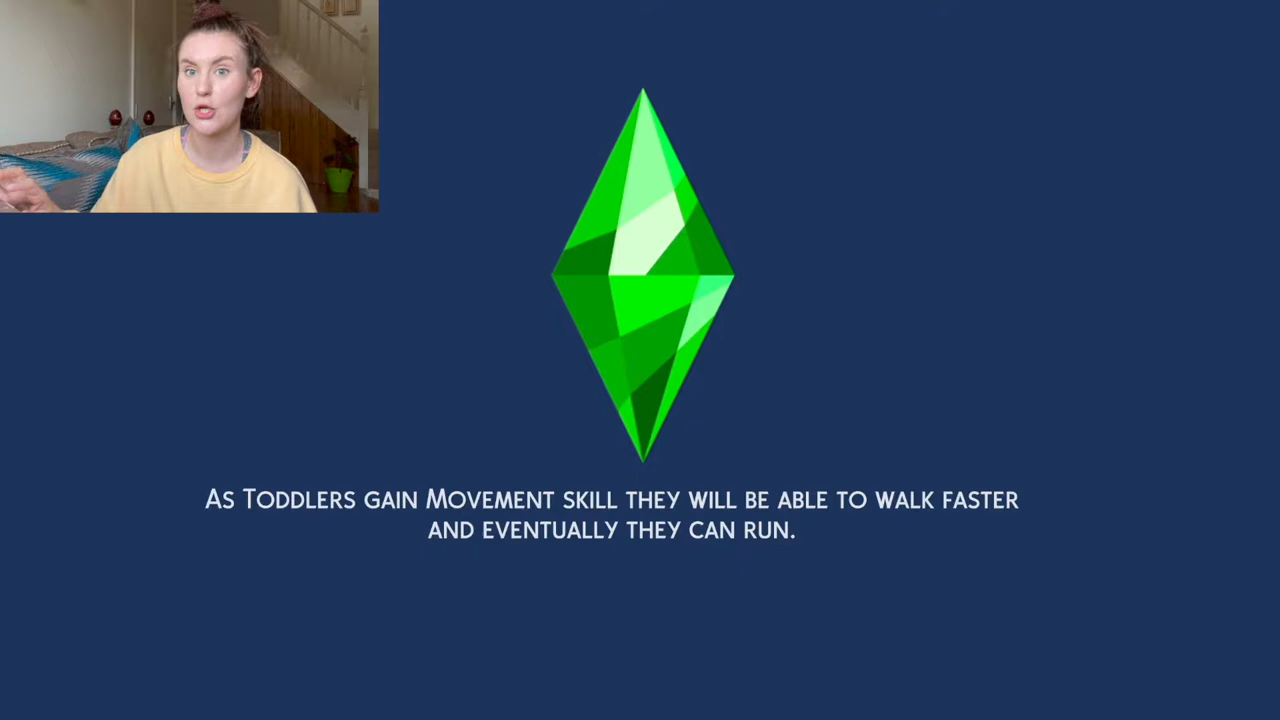 As Toddlers gain Movement skill they will be able to walk faster
and eventually they can run.